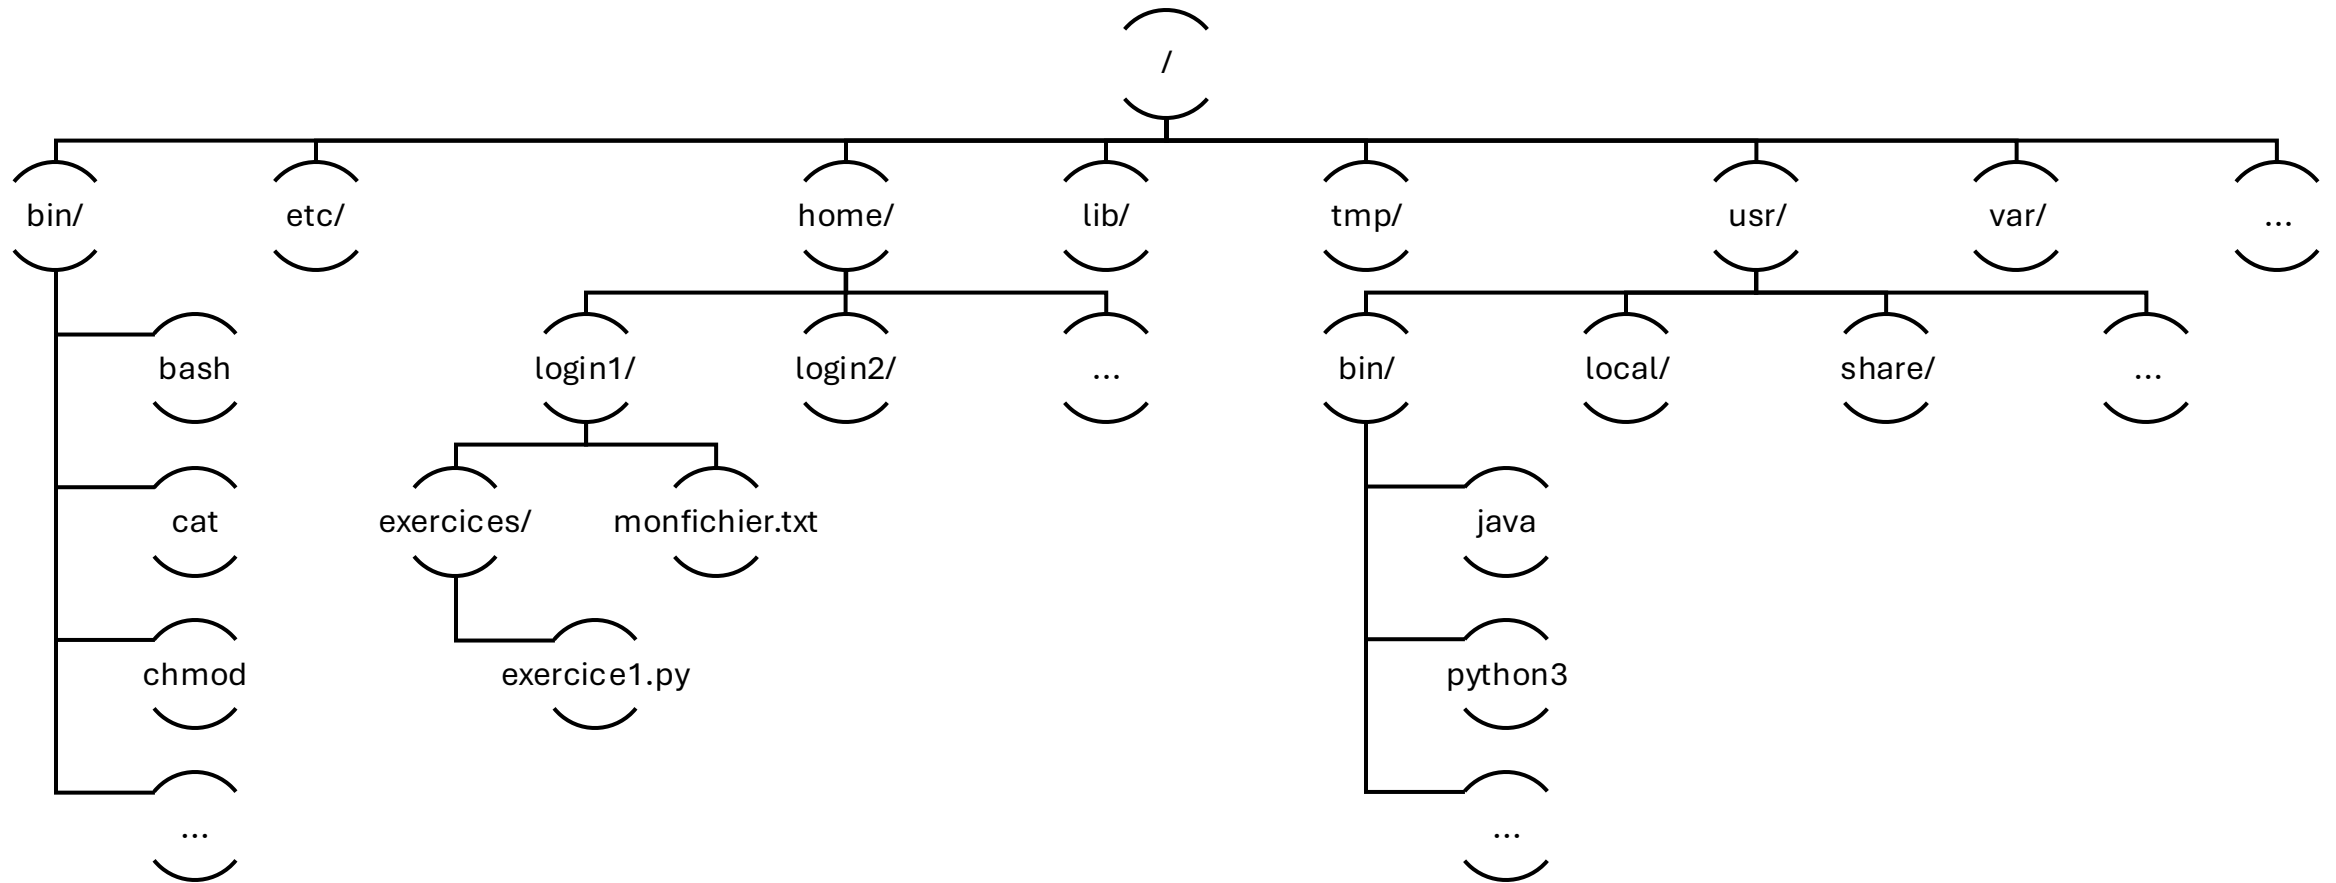 /
bin/
etc/
home/
lib/
tmp/
usr/
var/
...
bash
login1/
login2/
...
bin/
local/
share/
...
cat
exercices/
monfichier.txt
java
chmod
exercice1.py
python3
...
...